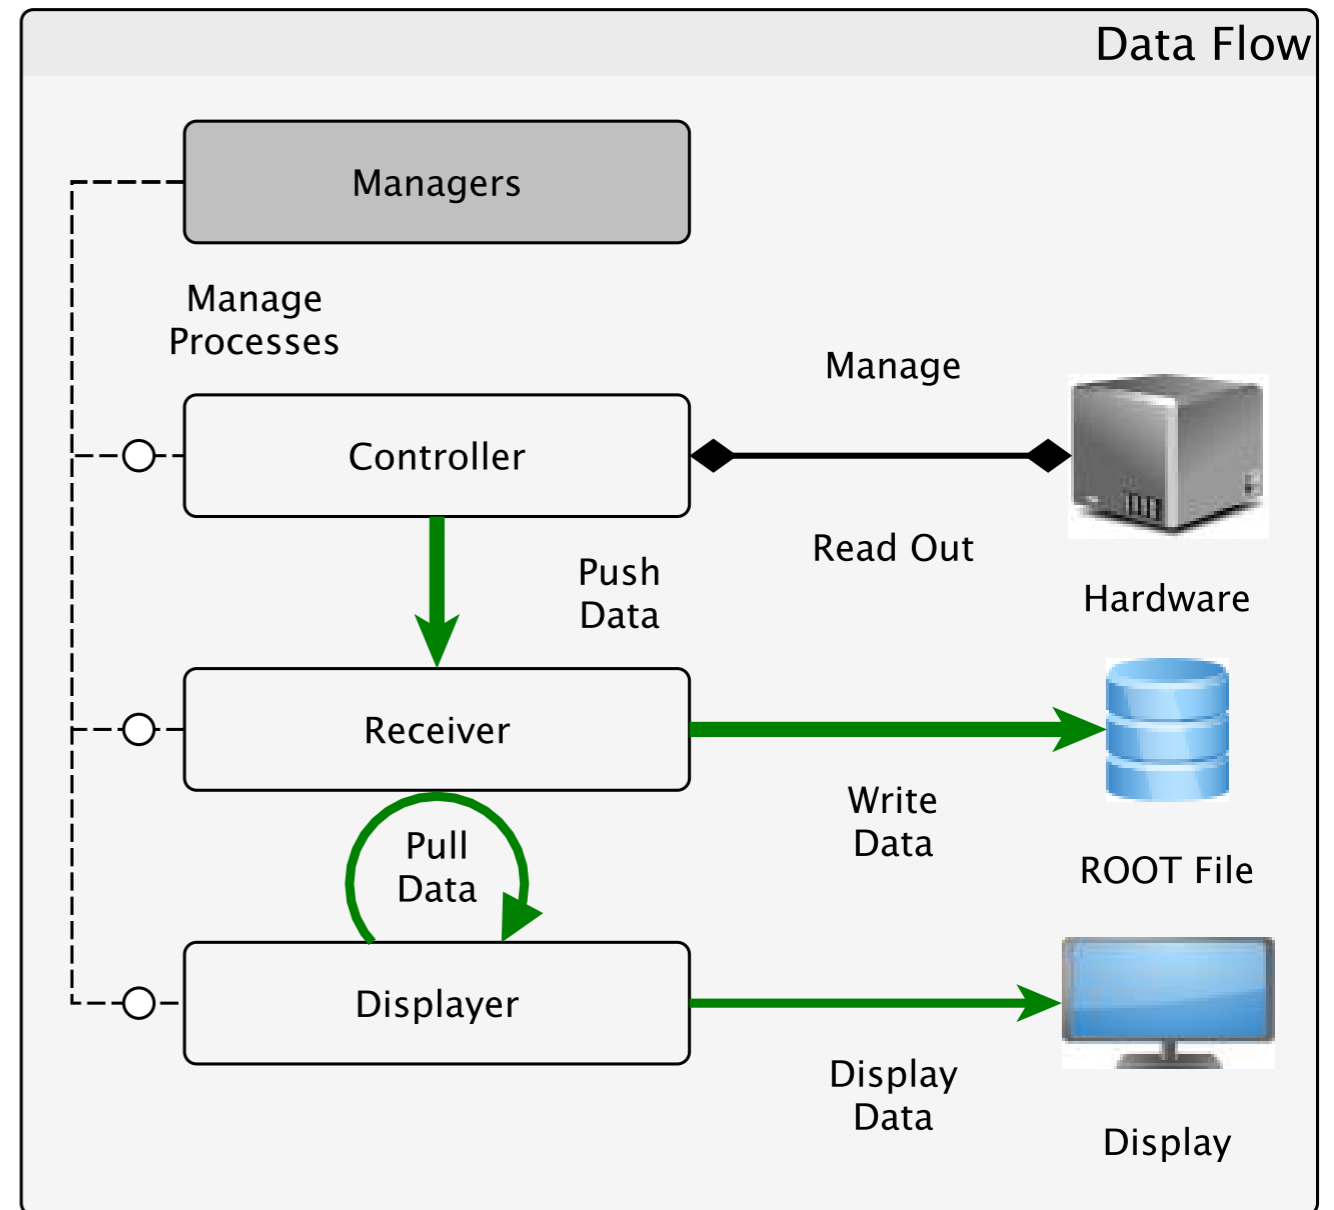 Data Flow
Managers
Manage
Processes
Manage
Controller
Read Out
Push
Data
Hardware
Receiver
Write
Data
Pull
Data
ROOT File
Displayer
Display
Data
Display